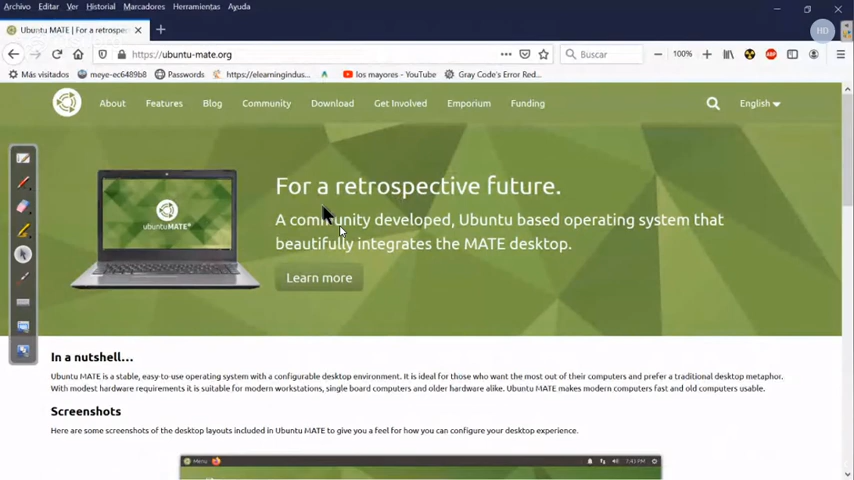 Archivo Editar Ver Historial Marcadores Herramientas Ayuda
Ubuntu MATE | For a retrospec
https://ubuntu-mate.org
Buscar
100%
ABP
HD
Más visitados meye-ec6489b8 Passwords https://elearningindus... los mayores - YouTube Gray Code's Error Red...
About Features Blog Community Download Get Involved Emporium Funding English
For a retrospective future.
A community developed, Ubuntu based operating system that
beautifully integrates the MATE desktop.
Learn more
ubuntuMATE
In a nutshell...
Ubuntu MATE is a stable, easy-to-use operating system with a configurable desktop environment. It is ideal for those who want the most out of their computers and prefer a traditional desktop metaphor.
With modest hardware requirements it is suitable for modern workstations, single board computers and older hardware alike. Ubuntu MATE makes modern computers fast and old computers usable.
Screenshots
Here are some screenshots of the desktop layouts included in Ubuntu MATE to give you a feel for how you can configure your desktop experience.
Menu 7:43 PM